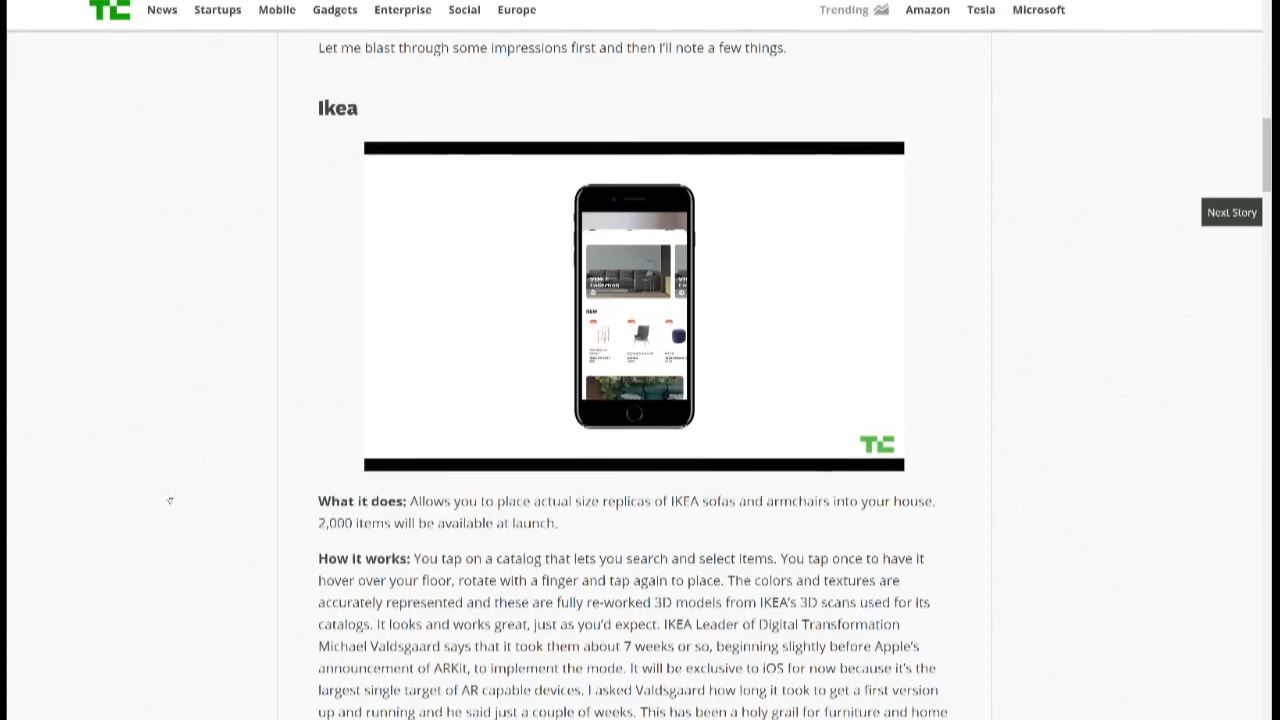 TC
News Startups Mobile Gadgets Enterprise Social Europe
Trending Amazon Tesla Microsoft
Let me blast through some impressions first and then I'll note a few things.
Ikea
Next Story
NEW
TC
What it does: Allows you to place actual size replicas of IKEA sofas and armchairs into your house.
2,000 items will be available at launch.
How it works: You tap on a catalog that lets you search and select items. You tap once to have it
hover over your floor, rotate with a finger and tap again to place. The colors and textures are
accurately represented and these are fully re-worked 3D models from IKEA's 3D scans used for its
catalogs. It looks and works great, just as you'd expect. IKEA Leader of Digital Transformation
Michael Valdsgaard says that it took them about 7 weeks or so, beginning slightly before Apple's
announcement of ARKit, to implement the mode. It will be exclusive to iOS for now because it's the
largest single target of AR capable devices. I asked Valdsgaard how long it took to get a first version
up and running and he said just a couple of weeks. This has been a holy grail for furniture and home